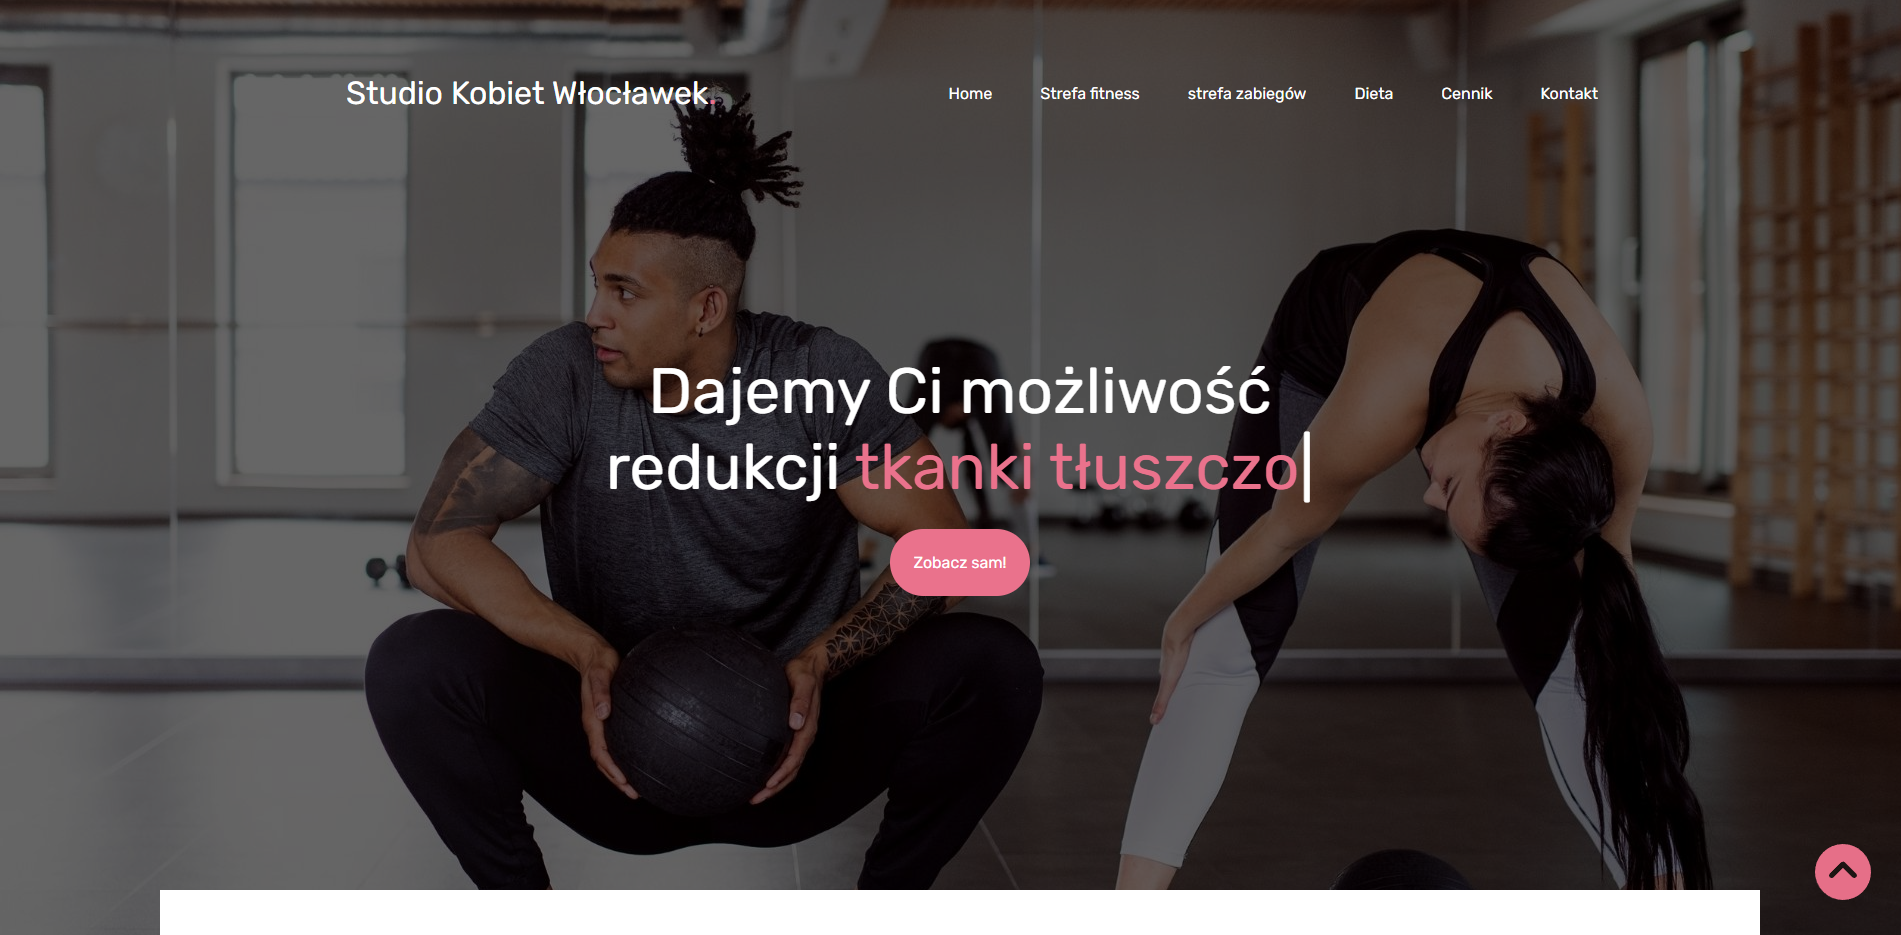 Studio Kobiet Włocławek.
Home
Strefa fitness
strefa zabiegów
Dieta
Cennik
Kontakt
Dajemy Ci możliwość
redukcji tkanki tłuszczo|
Zobacz sam!